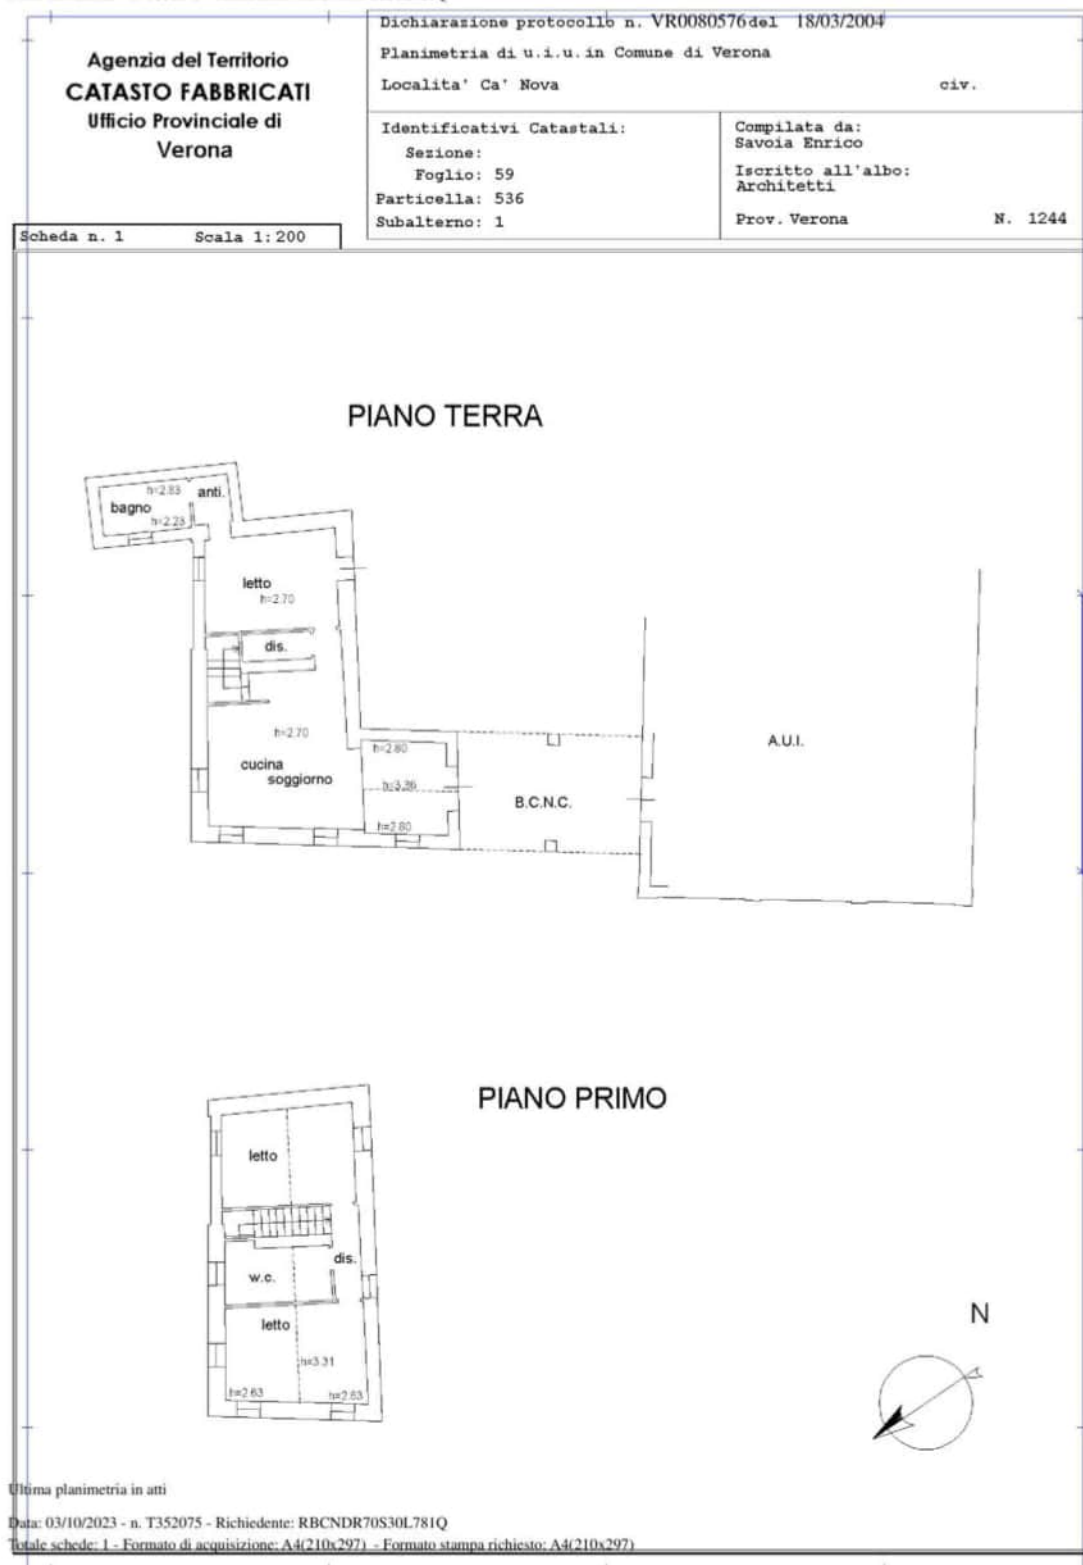 Dichiarazione protocollo n. VR0080576 del 18/03/2004
Planimetria di u.i.u. in Comune di Verona
Localita' Ca' Nova civ.
Agenzia del Territorio
CATASTO FABBRICATI
Ufficio Provinciale di
Verona
Identificativi Catastali:
Sezione:
Foglio: 59
Particella: 536
Subalterno: 1
Compilata da:
Savoia Enrico
Iscritto all'albo:
Architetti
Prov. Verona N. 1244
Scheda n. 1 Scala 1:200
PIANO TERRA
h=2.83 anti.
bagno
h=2.23
letto
h=2.70
dis.
h=2.70
cucina
soggiorno
h=2.80
h=3.36
h=2.80
B.C.N.C.
A.U.I.
PIANO PRIMO
letto
dis.
w.c.
letto
h=3.31
h=2.63 h=2.63
N
Ultima planimetria in atti
Data: 03/10/2023 - n. T352075 - Richiedente: RBCNDR70S30L781Q
Totale schede: 1 - Formato di acquisizione: A4(210x297) - Formato stampa richiesto: A4(210x297)